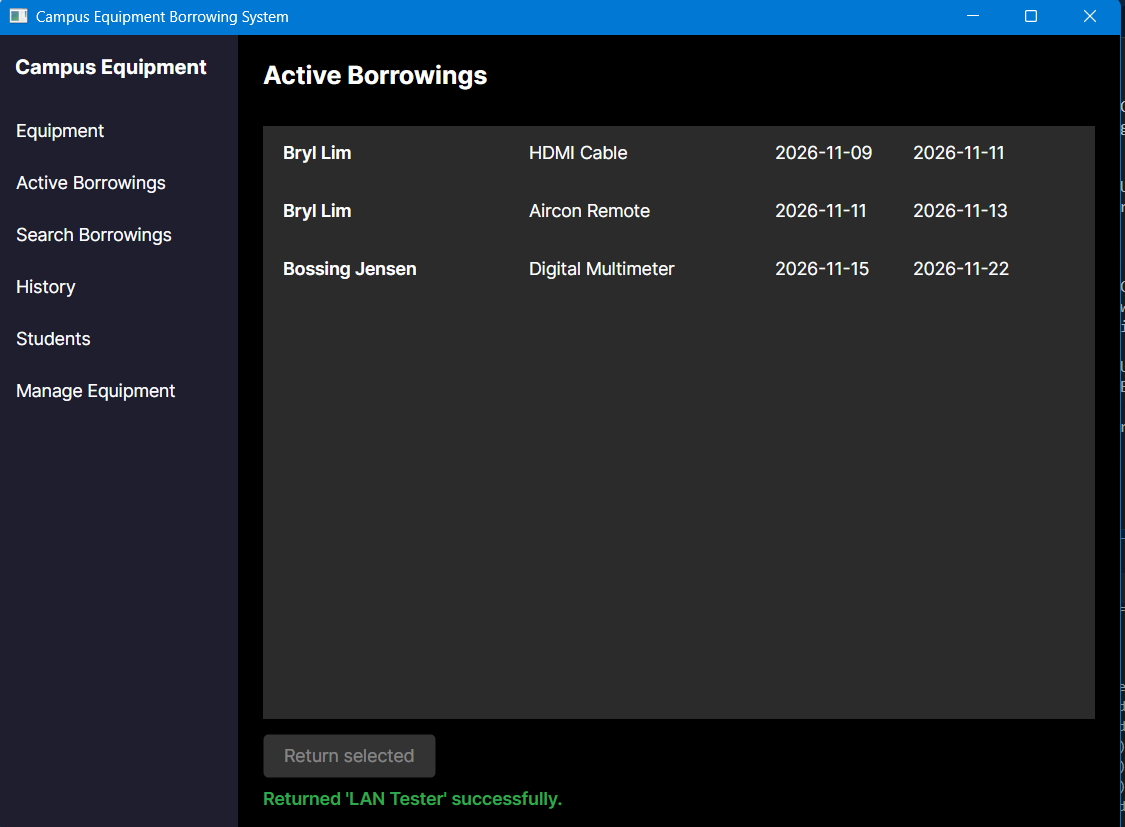 Campus Equipment Borrowing System
Campus Equipment
Equipment
Active Borrowings
Search Borrowings
History
Students
Manage Equipment
Active Borrowings
Bryl Lim HDMI Cable 2026-11-09 2026-11-11
Bryl Lim Aircon Remote 2026-11-11 2026-11-13
Bossing Jensen Digital Multimeter 2026-11-15 2026-11-22
Return selected
Returned 'LAN Tester' successfully.